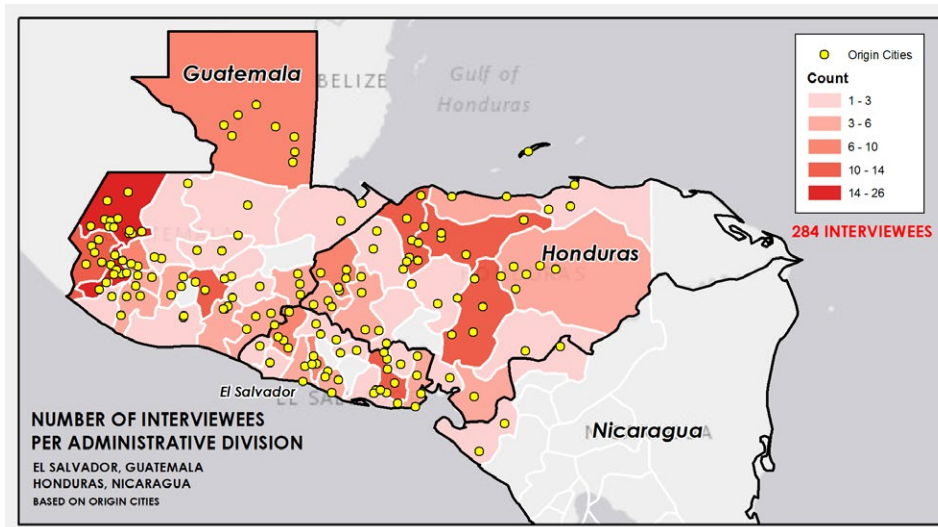 Guatemala
BELIZE
Gulf of
Honduras
Origin Cities
Count
1 - 3
3 - 6
6 - 10
10 - 14
14 - 26
284 INTERVIEWEES
Honduras
El Salvador
Nicaragua
NUMBER OF INTERVIEWEES
PER ADMINISTRATIVE DIVISION
EL SALVADOR, GUATEMALA
HONDURAS, NICARAGUA
BASED ON ORIGIN CITIES